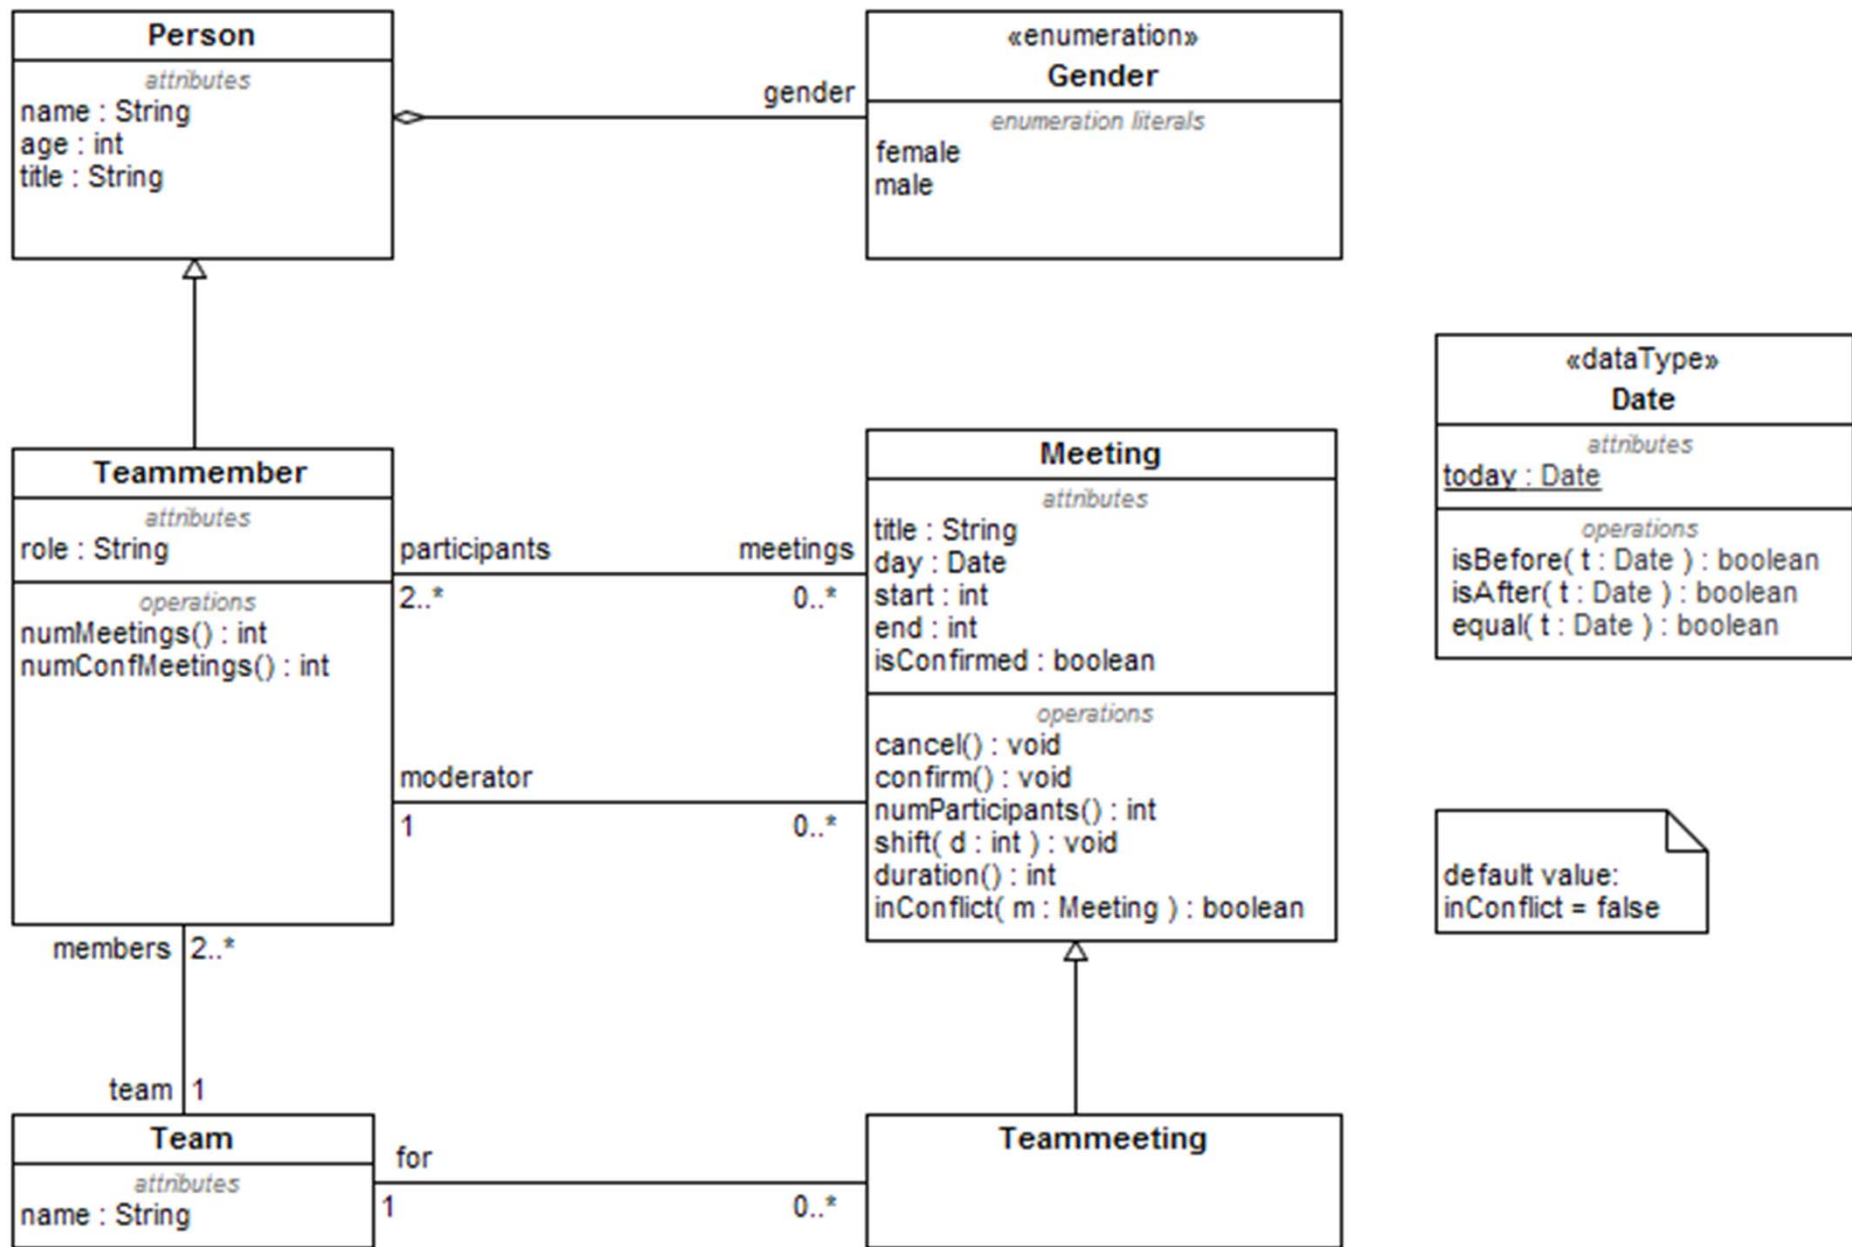 Person
attributes
name : String
age : int
title : String
gender
«enumeration»
Gender
enumeration literals
female
male
«dataType»
Date
attributes
today : Date
operations
isBefore( t : Date ) : boolean
isAfter( t : Date ) : boolean
equal( t : Date ) : boolean
Teammember
attributes
role : String
operations
numMeetings() : int
numConfMeetings() : int
participants
2..*
meetings
0..*
moderator
1
0..*
Meeting
attributes
title : String
day : Date
start : int
end : int
isConfirmed : boolean
operations
cancel() : void
confirm() : void
numParticipants() : int
shift( d : int ) : void
duration() : int
inConflict( m : Meeting ) : boolean
default value:
inConflict = false
members
2..*
team
1
Team
attributes
name : String
for
1
0..*
Teammeeting